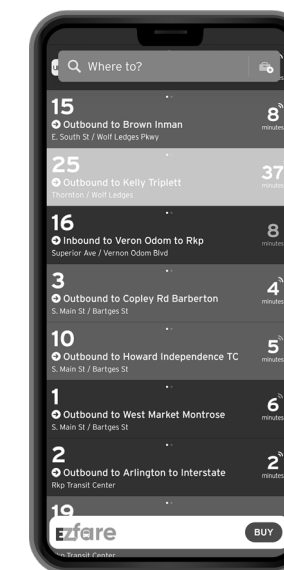 Where to?
15
8
Outbound to Brown Inman
E. South St / Wolf Ledges Pkwy
minutes
25
37
Outbound to Kelly Triplett
Thornton / Wolf Ledges
minutes
16
8
Inbound to Veron Odom to Rkp
Superior Ave / Vernon Odom Blvd
minutes
3
4
Outbound to Copley Rd Barberton
S. Main St / Bartges St
minutes
10
5
Outbound to Howard Independence TC
S. Main St / Bartges St
minutes
1
6
Outbound to West Market Montrose
S. Main St / Bartges St
minutes
2
2
Outbound to Arlington to Interstate
Rkp Transit Center
minutes
19
EZfare
BUY
Rkp Transit Center